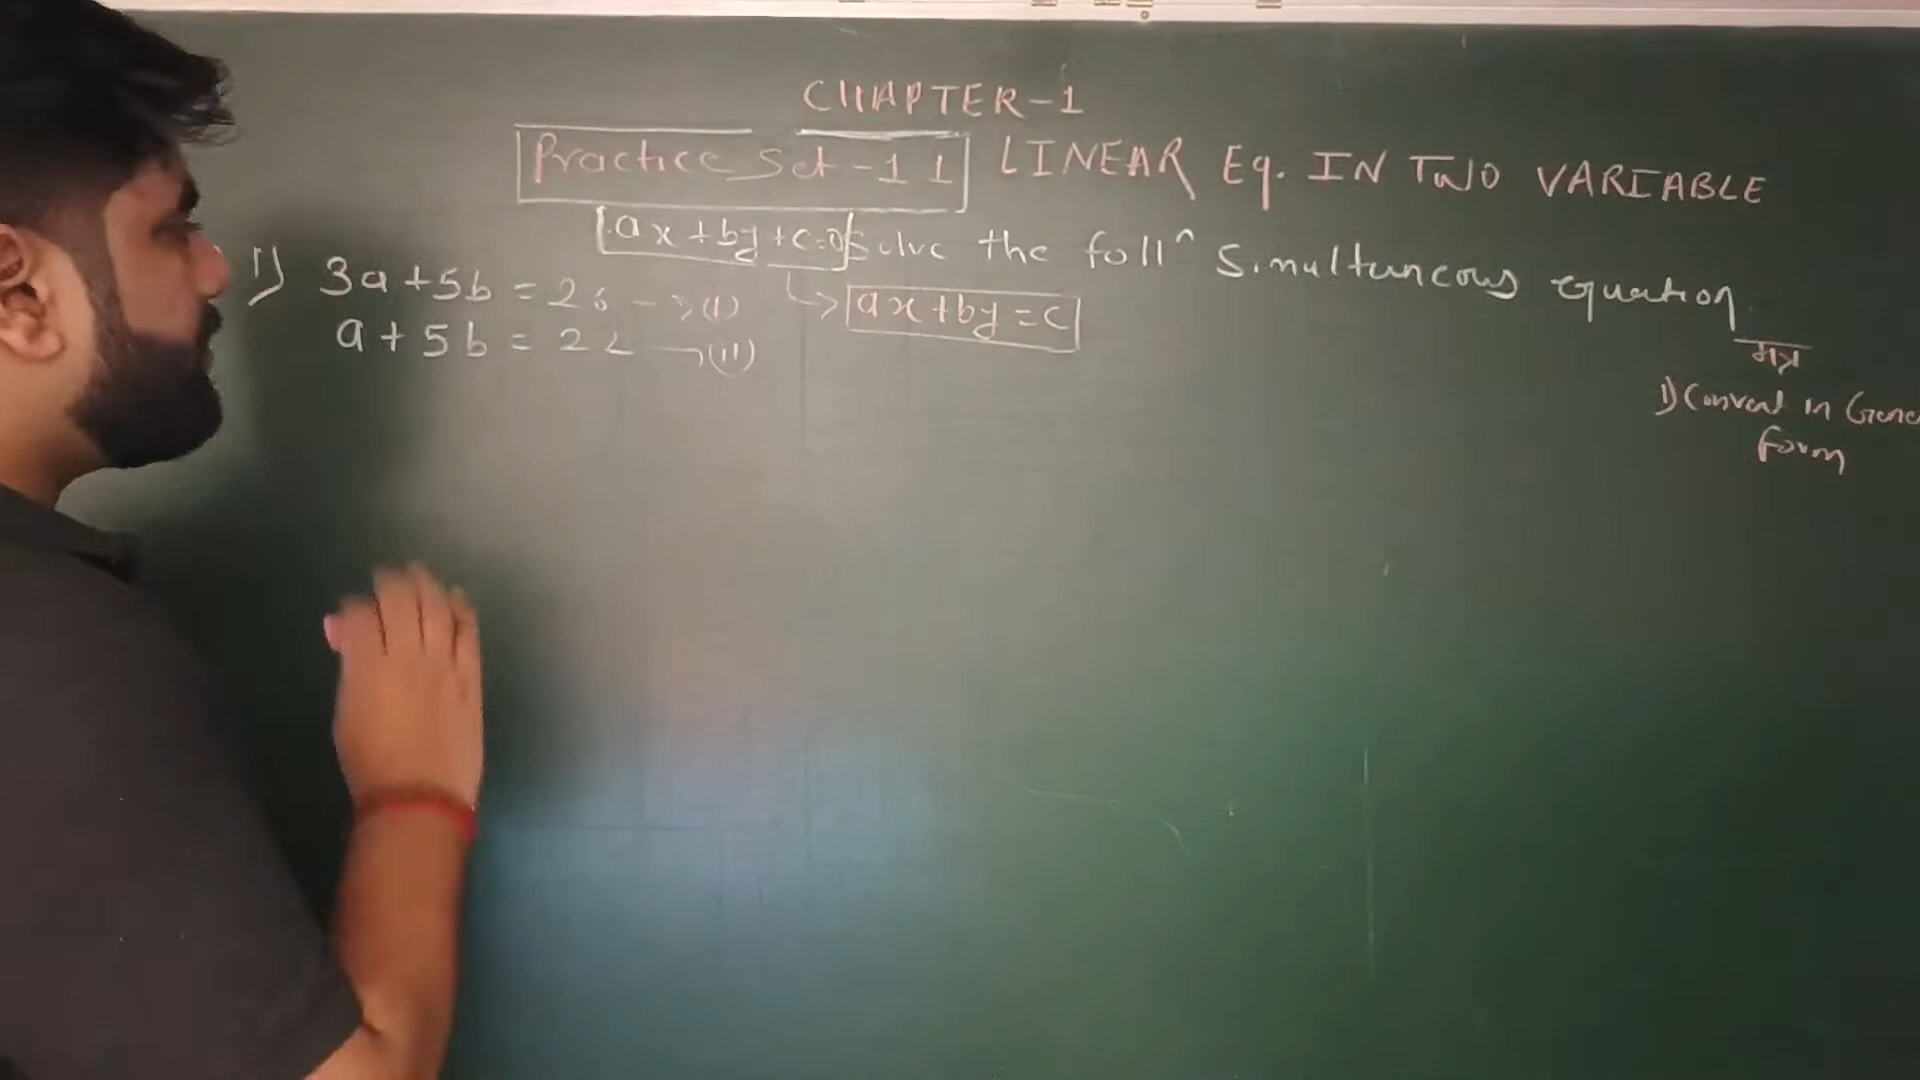 CHAPTER-1
Practice Set-1 1 LINEAR Eq. IN TWO VARIABLE
ax+by+c=0 Solve the foll^n Simultaneous equation
1) 3a+5b=26 → (i)
→ ax+by=c
a+5b=22 → (ii)
1) Convert in Gene
form